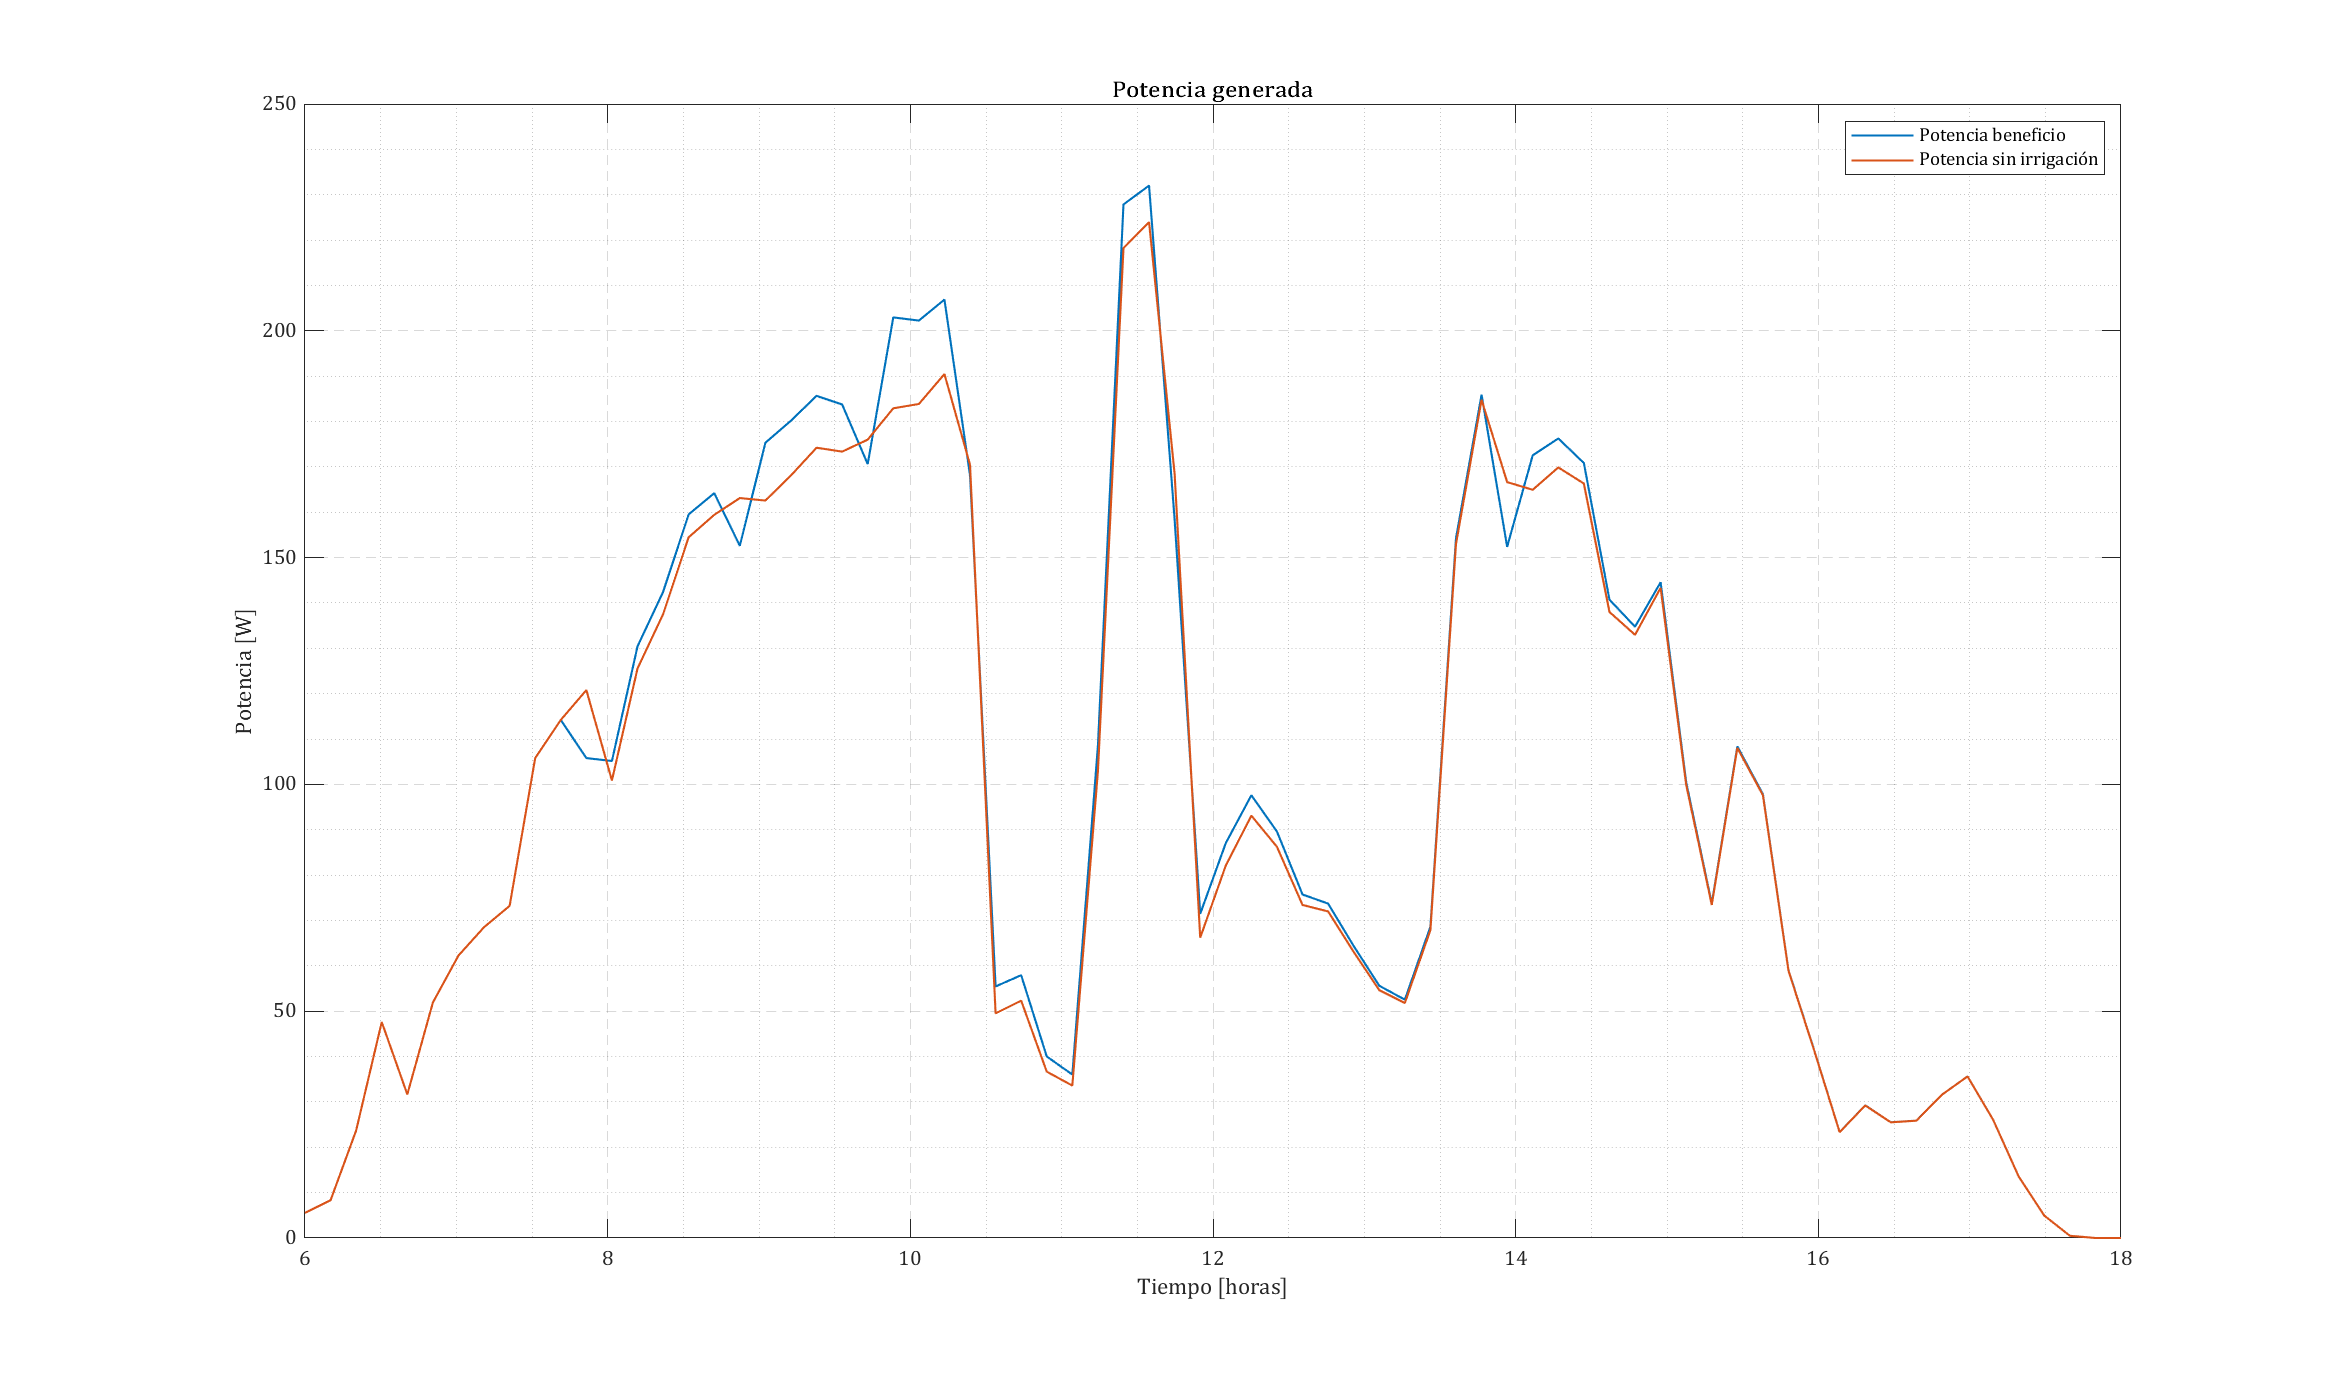 Potencia generada
250
200
150
100
50
0
Potencia [W]
Potencia beneficio
Potencia sin irrigación
6 8 10 12 14 16 18
Tiempo [horas]